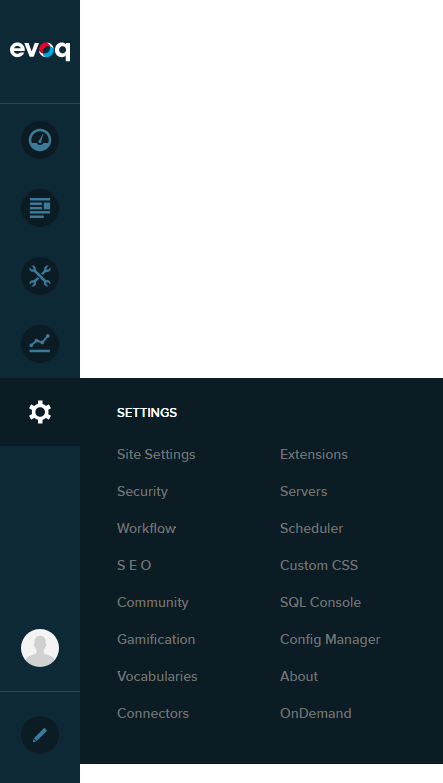 evoq
SETTINGS
Site Settings
Security
Workflow
S E O
Community
Gamification
Vocabularies
Connectors
Extensions
Servers
Scheduler
Custom CSS
SQL Console
Config Manager
About
OnDemand